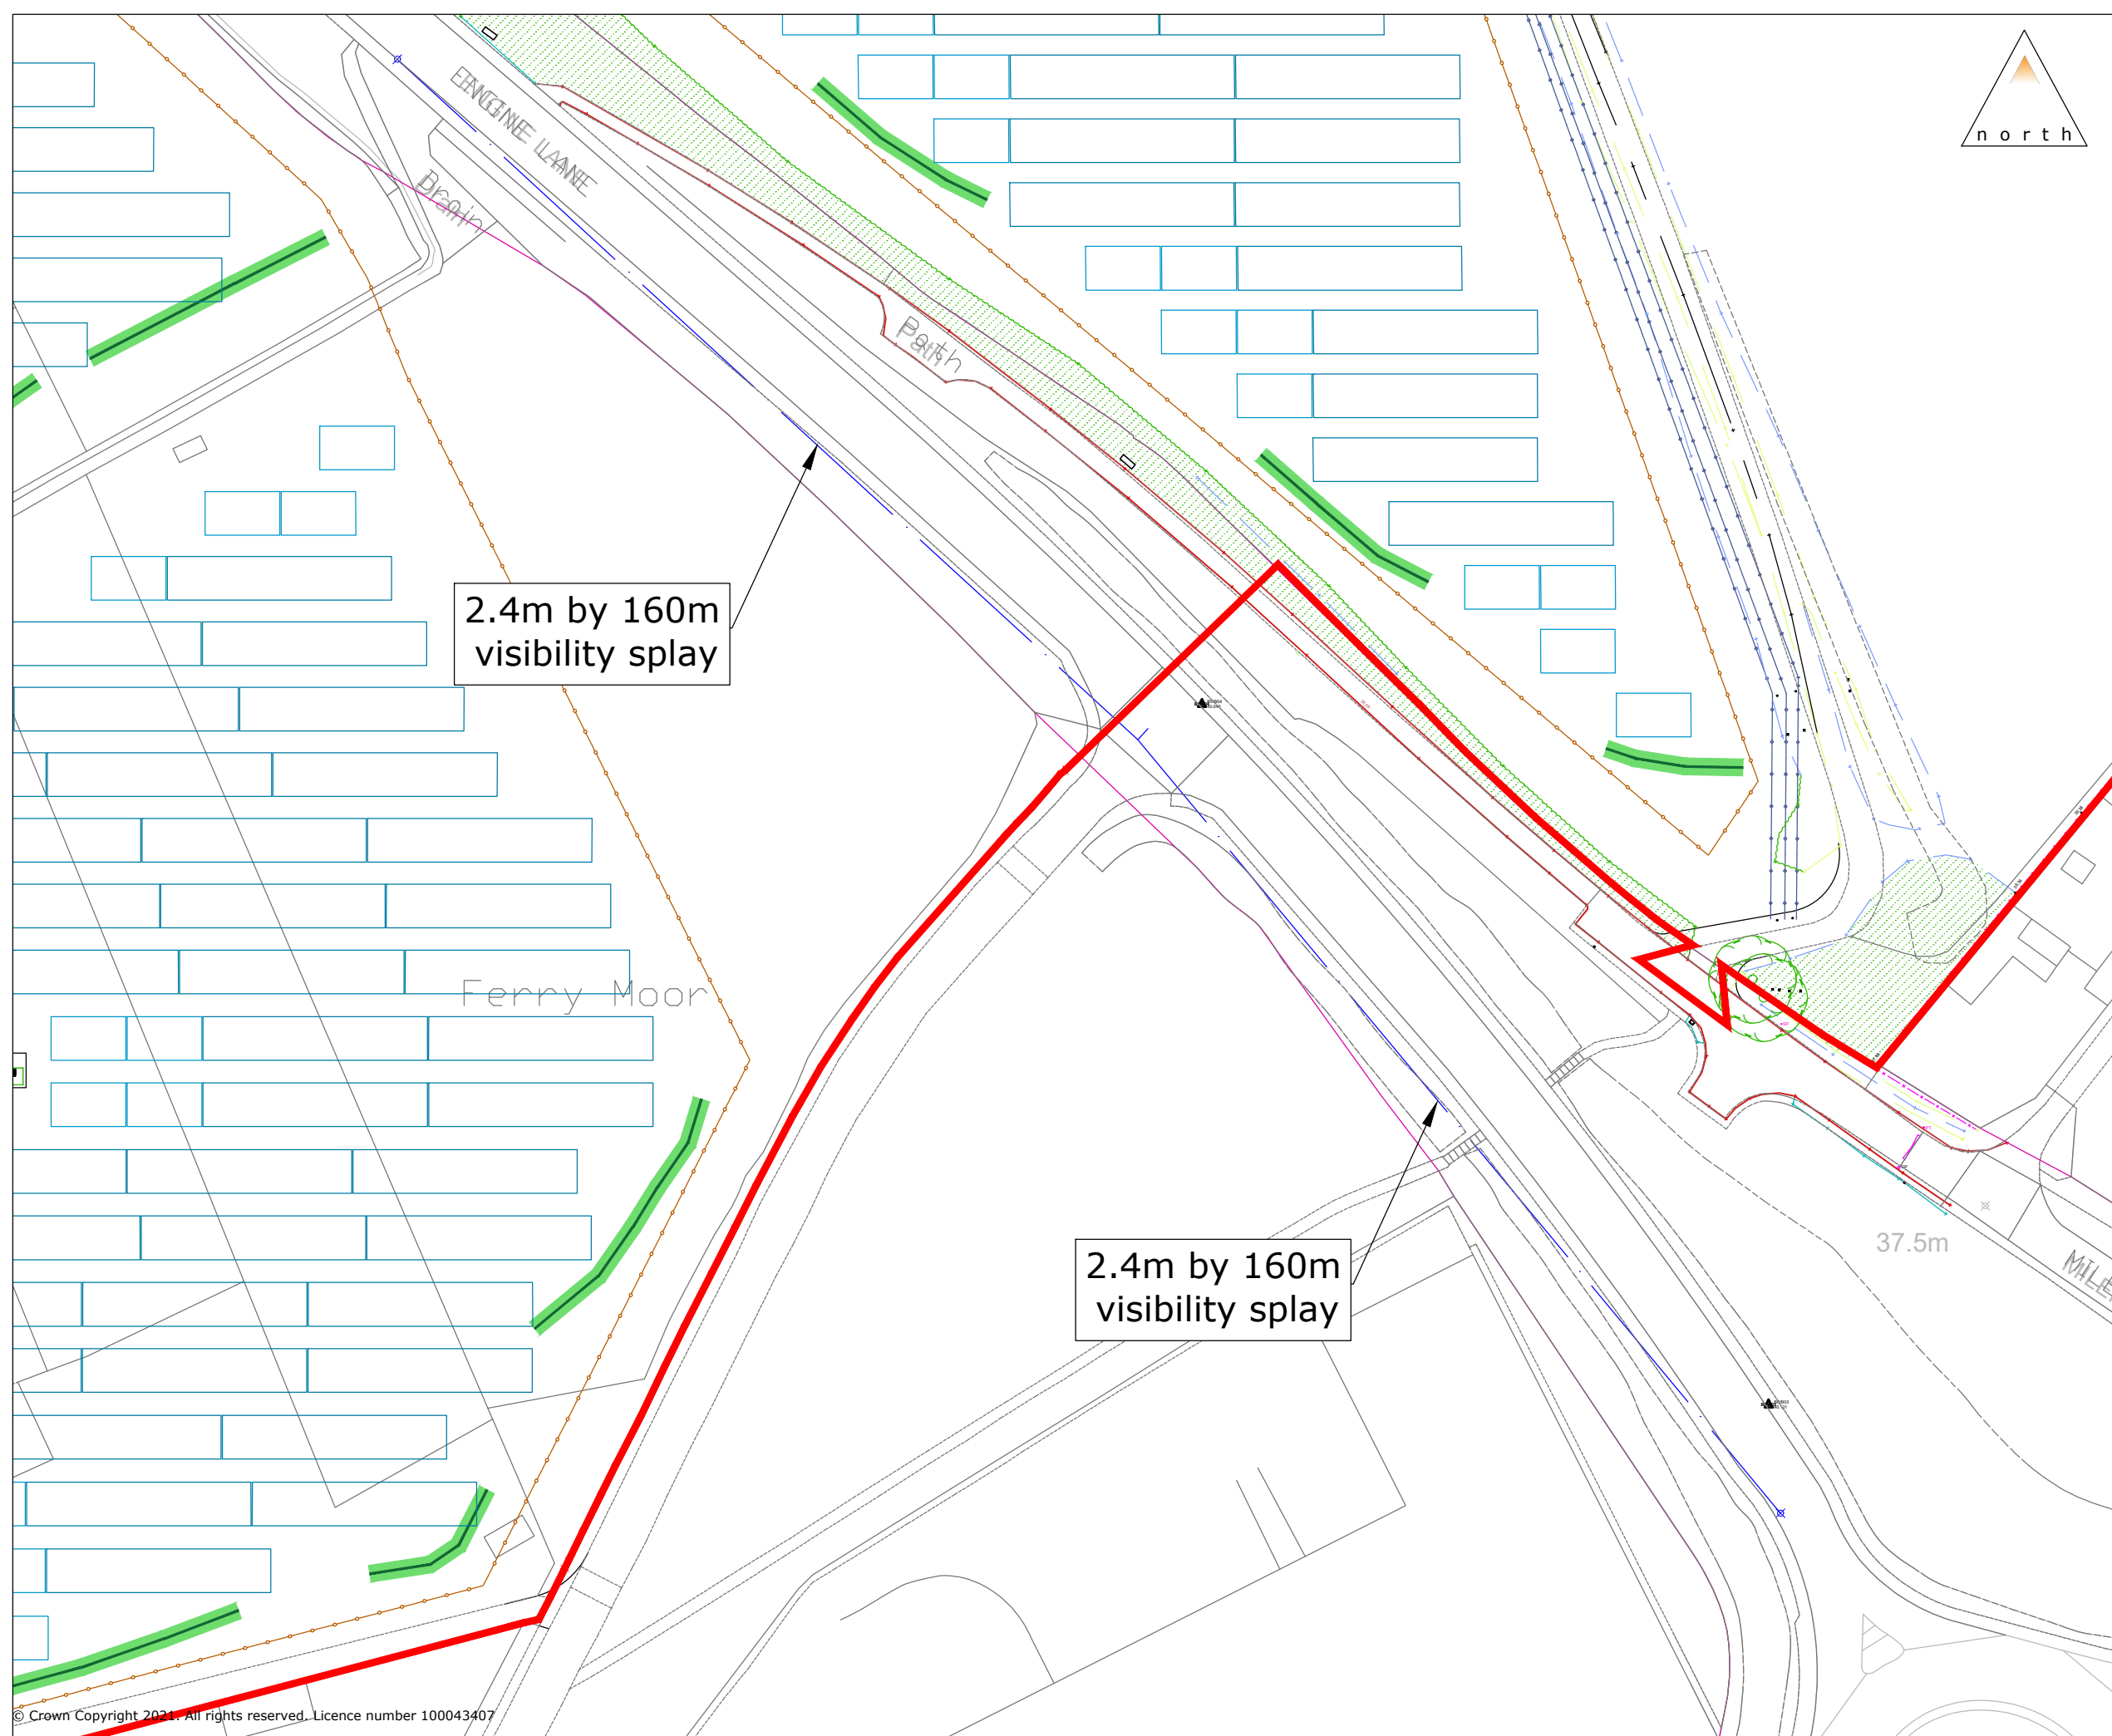 north
ENGINE LANE
Drain
Path
2.4m by 160m
visibility splay
Ferry Moor
2.4m by 160m
visibility splay
37.5m
© Crown Copyright 2021. All rights reserved. Licence number 100043407